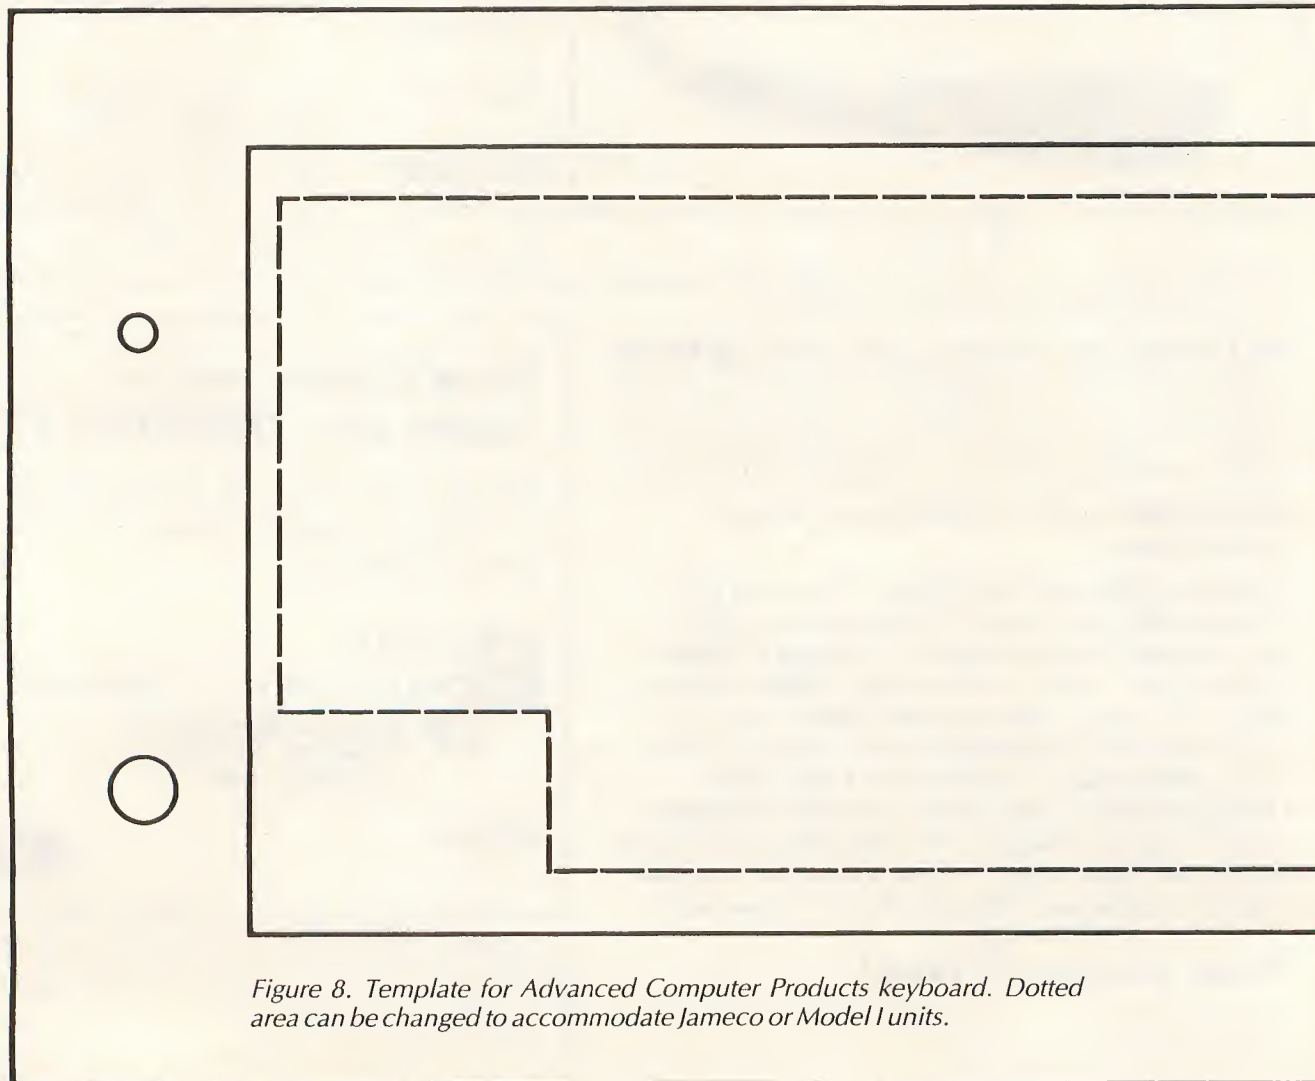 Figure 8. Template for Advanced Computer Products keyboard. Dotted
area can be changed to accommodate Jameco or Model I units.